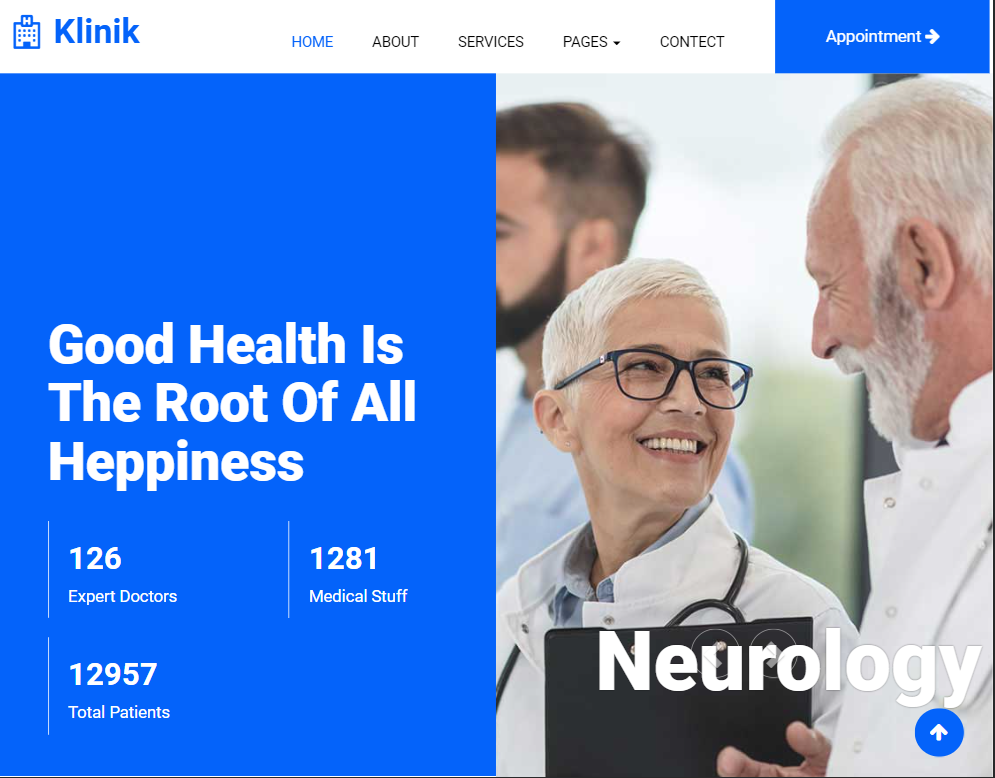 Klinik
HOME ABOUT SERVICES PAGES CONTECT
Appointment
Good Health Is
The Root Of All
Heppiness
126
Expert Doctors
1281
Medical Stuff
12957
Total Patients
Neurology